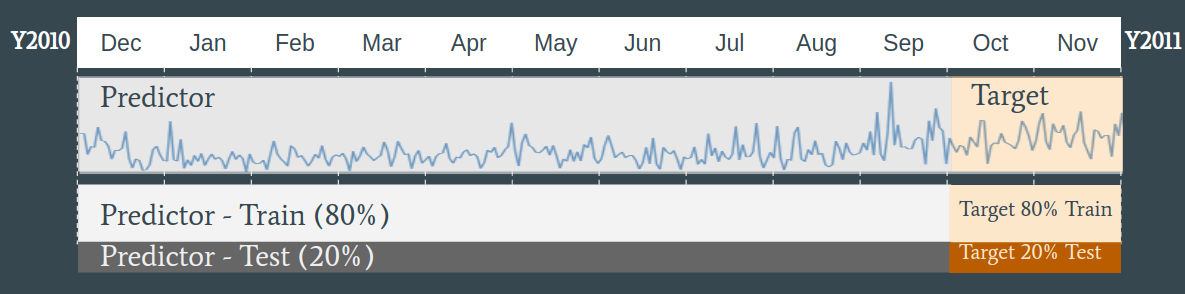 Y2010 Dec Jan Feb Mar Apr May Jun Jul Aug Sep Oct Nov Y2011
Predictor Target
Predictor - Train (80%) Target 80% Train
Predictor - Test (20%) Target 20% Test